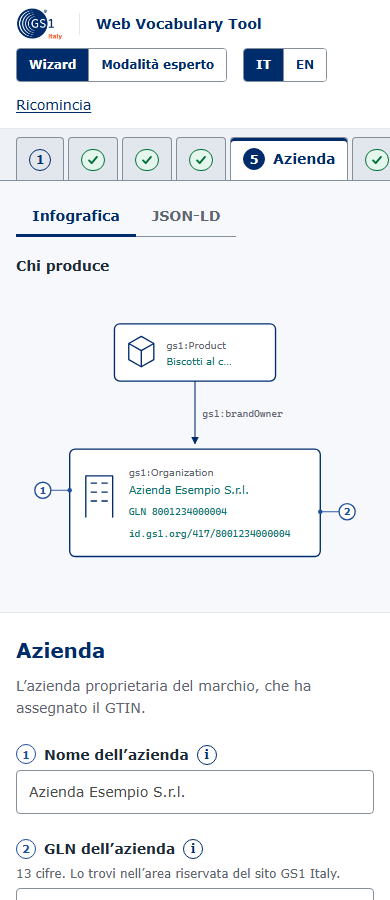 GS1
Italy
Web Vocabulary Tool
Wizard
Modalità esperto
IT
EN
Ricomincia
1
5 Azienda
Infografica
JSON-LD
Chi produce
gs1:Product
Biscotti al c...
gs1:brandOwner
gs1:Organization
Azienda Esempio S.r.l.
GLN 8001234000004
id.gs1.org/417/8001234000004
1
2
Azienda
L’azienda proprietaria del marchio, che ha
assegnato il GTIN.
1 Nome dell’azienda i
Azienda Esempio S.r.l.
2 GLN dell’azienda i
13 cifre. Lo trovi nell’area riservata del sito GS1 Italy.